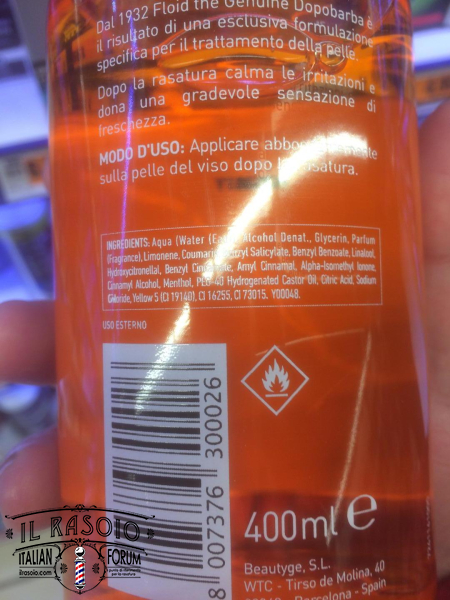 Dal 1932 Floid the Genuine Dopobarba è
il risultato di una esclusiva formulazione
specifica per il trattamento della pelle.
Dopo la rasatura calma le irritazioni e
dona una gradevole sensazione di
freschezza.
MODO D'USO: Applicare
sulla pelle del viso dopo la rasatura.
INGREDIENTS: Aqua (Water Alcohol Denat., Glycerin, Parfum
(Fragrance), Limonene, Coumarin, Salicylate, Benzyl Benzoate, Linalool,
Hydroxycitronellal, Benzyl Amyl Cinnamal, Alpha-Isomethyl Ionone,
Cinnamyl Alcohol, Menthol, PEG-40 Hydrogenated Castor Oil, Citric Acid, Sodium
Chloride, Yellow 5 (CI 19140), CI 16255, CI 73015. Y00048.
USO ESTERNO
8 007376 300026
400ml e
Beautyge, S.L.
WTC - Tirso de Molina, 40
Barcelona - Spain
IL RASOIO
ITALIAN FORUM
ilrasoio.com